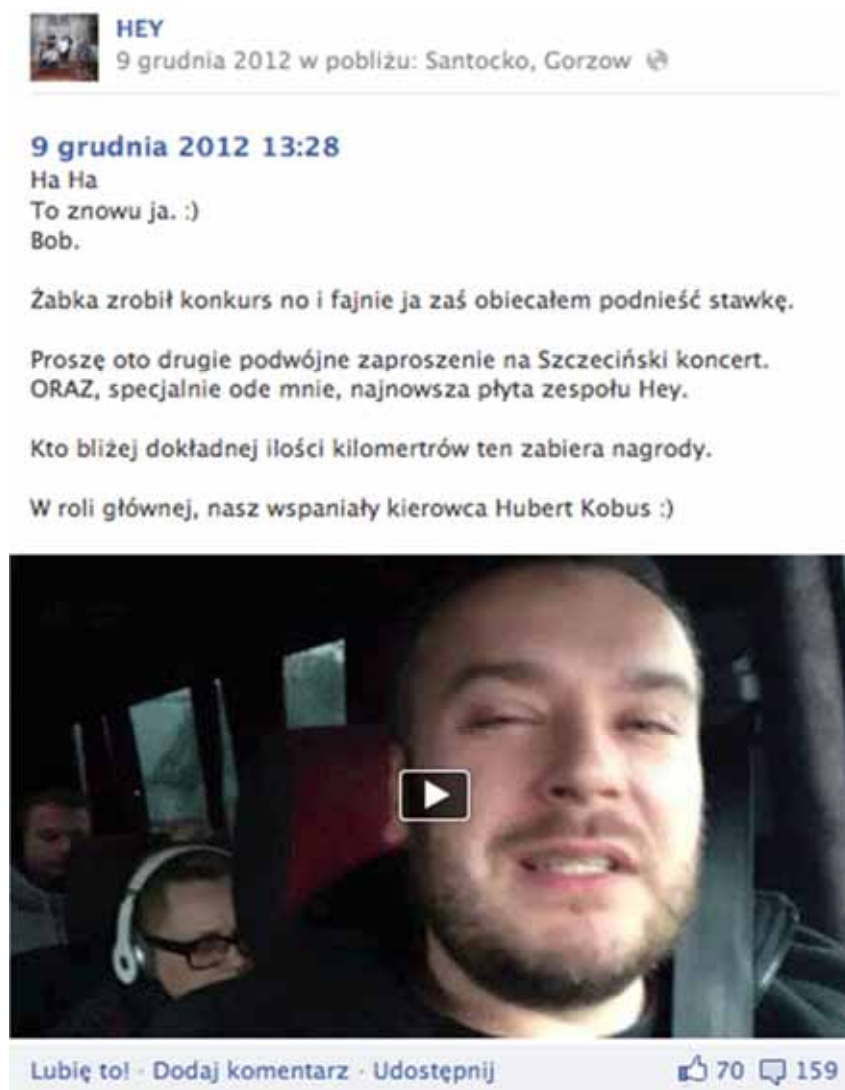 HEY
9 grudnia 2012 w pobliżu: Santocko, Gorzow
9 grudnia 2012 13:28
Ha Ha
To znowu ja. :)
Bob.
Żabka zrobił konkurs no i fajnie ja zaś obiecałem podnieść stawkę.
Proszę oto drugie podwójne zaproszenie na Szczeciński koncert.
ORAZ, specjalnie ode mnie, najnowsza płyta zespołu Hey.
Kto bliżej dokładnej ilości kilomertrów ten zabiera nagrody.
W roli głównej, nasz wspaniały kierowca Hubert Kobus :)
Lubię to! · Dodaj komentarz · Udostępnij 70 159